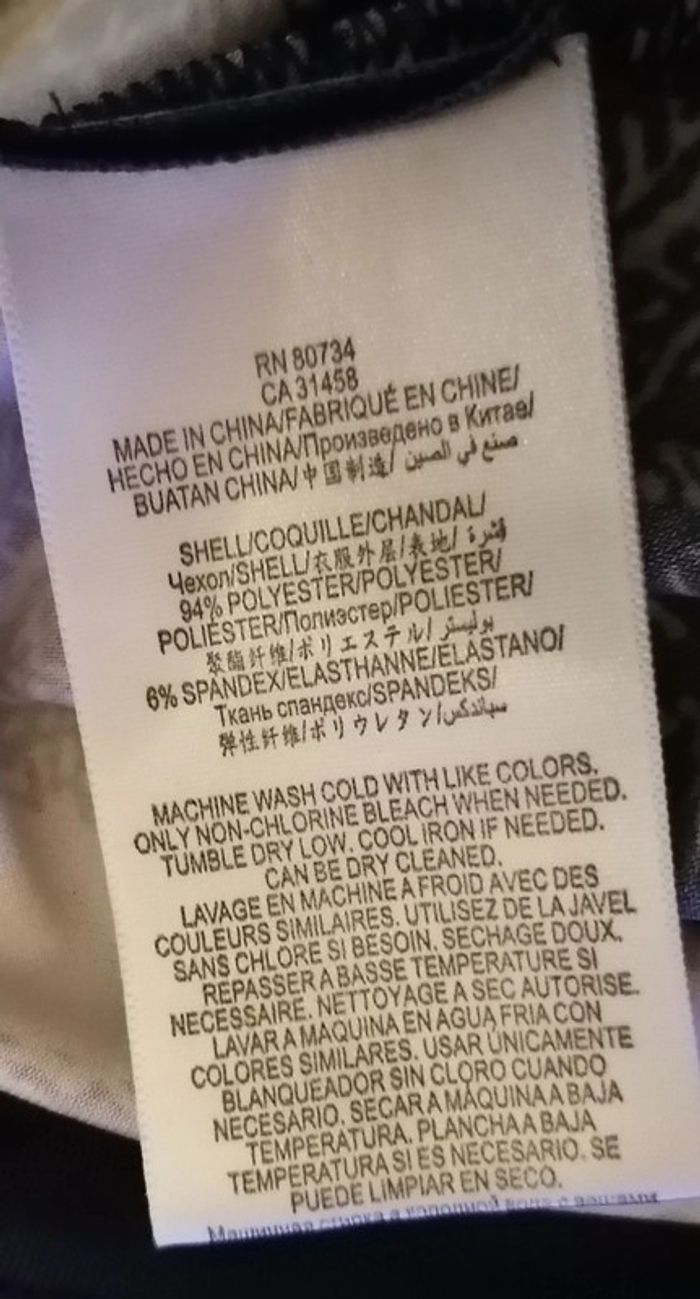 RN 80734
CA 31458
MADE IN CHINA/FABRIQUÉ EN CHINE/
HECHO EN CHINA/Произведено в Китае/
BUATAN CHINA/中国制造/ صنع في الصين
SHELL/COQUILLE/CHANDAL/
Чехол/SHELL/衣服外层/表地/ قشرة
94% POLYESTER/POLYESTER/
POLIÉSTER/Полиэстер/POLIESTER/
聚酯纤维/ポリエステル/ بوليستر
6% SPANDEX/ELASTHANNE/ELASTANO/
Ткань спандекс/SPANDEKS/
弹性纤维/ポリウレタン/سباندكس
MACHINE WASH COLD WITH LIKE COLORS.
ONLY NON-CHLORINE BLEACH WHEN NEEDED.
TUMBLE DRY LOW. COOL IRON IF NEEDED.
CAN BE DRY CLEANED.
LAVAGE EN MACHINE A FROID AVEC DES
COULEURS SIMILAIRES. UTILISEZ DE LA JAVEL
SANS CHLORE SI BESOIN. SECHAGE DOUX.
REPASSER A BASSE TEMPERATURE SI
NECESSAIRE. NETTOYAGE A SEC AUTORISE.
LAVAR A MAQUINA EN AGUA FRIA CON
COLORES SIMILARES. USAR ÚNICAMENTE
BLANQUEADOR SIN CLORO CUANDO
NECESARIO. SECAR A MÁQUINA A BAJA
TEMPERATURA. PLANCHA A BAJA
TEMPERATURA SI ES NECESARIO. SE
PUEDE LIMPIAR EN SECO.